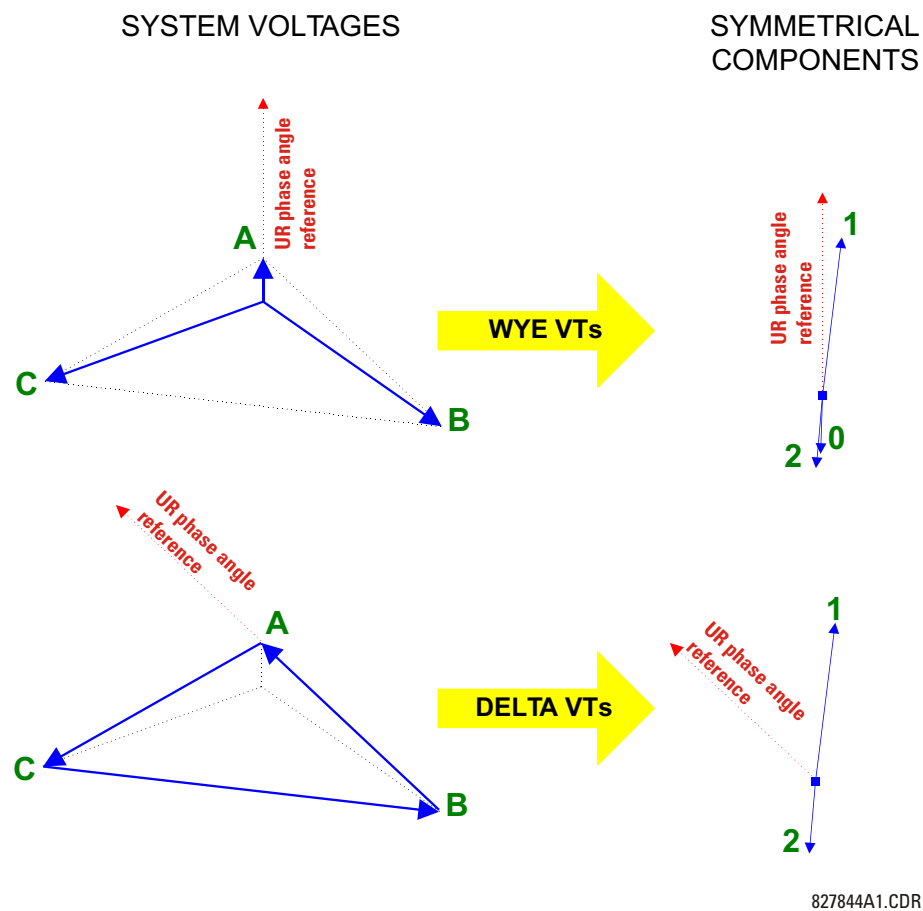 SYSTEM VOLTAGES
SYMMETRICAL
COMPONENTS
UR phase angle
reference
A
C
B
WYE VTs
UR phase angle
reference
1
2
0
UR phase angle
reference
A
C
B
DELTA VTs
UR phase angle
reference
1
2
827844A1.CDR